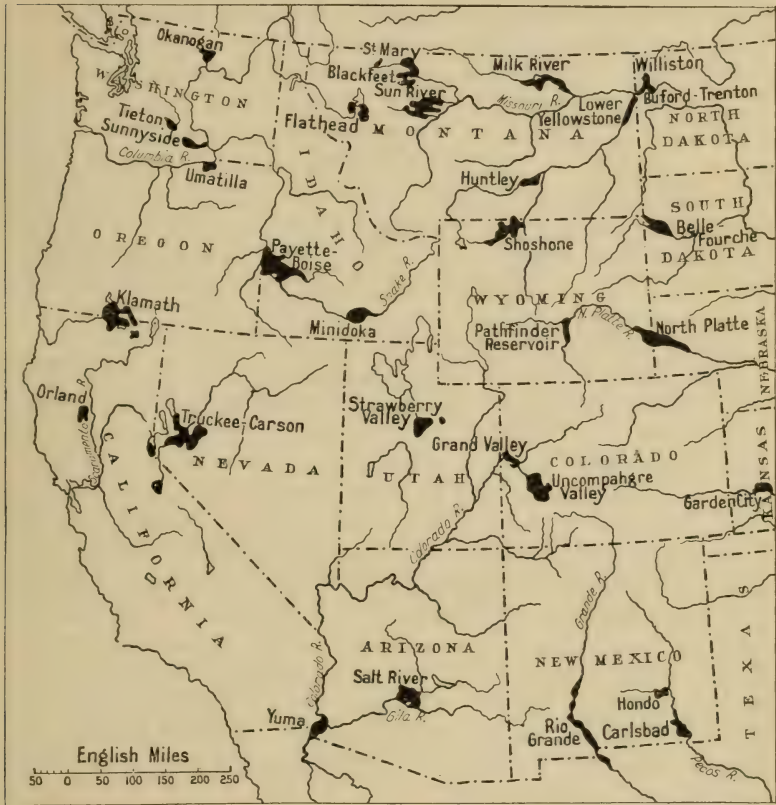 Okanogan
St Mary
Milk River
Williston
Blackfeet
Sun River
Missouri R.
Lower
Yellowstone
Buford-Trenton
WASHINGTON
Flathead
MONTANA
NORTH
DAKOTA
Tieton
Sunnyside
Columbia R.
Umatilla
IDAHO
Huntley
SOUTH
DAKOTA
Belle-
Fourche
Shoshone
OREGON
Payette-
Boise
Snake R.
WYOMING
Klamath
Minidoka
Pathfinder
Reservoir
N. Platte R.
North Platte
NEBRASKA
Orland
Sacramento R.
Truckee-Carson
Strawberry
Valley
Grand Valley
COLORADO
NEVADA
UTAH
Uncompahgre
Valley
Garden City
KANSAS
CALIFORNIA
Colorado R.
Grande R.
ARIZONA
NEW MEXICO
TEXAS
Colorado R.
Salt River
Gila R.
Hondo
Yuma
Rio
Grande
Carlsbad
Pecos R.
English Miles
50 0 50 100 150 200 250